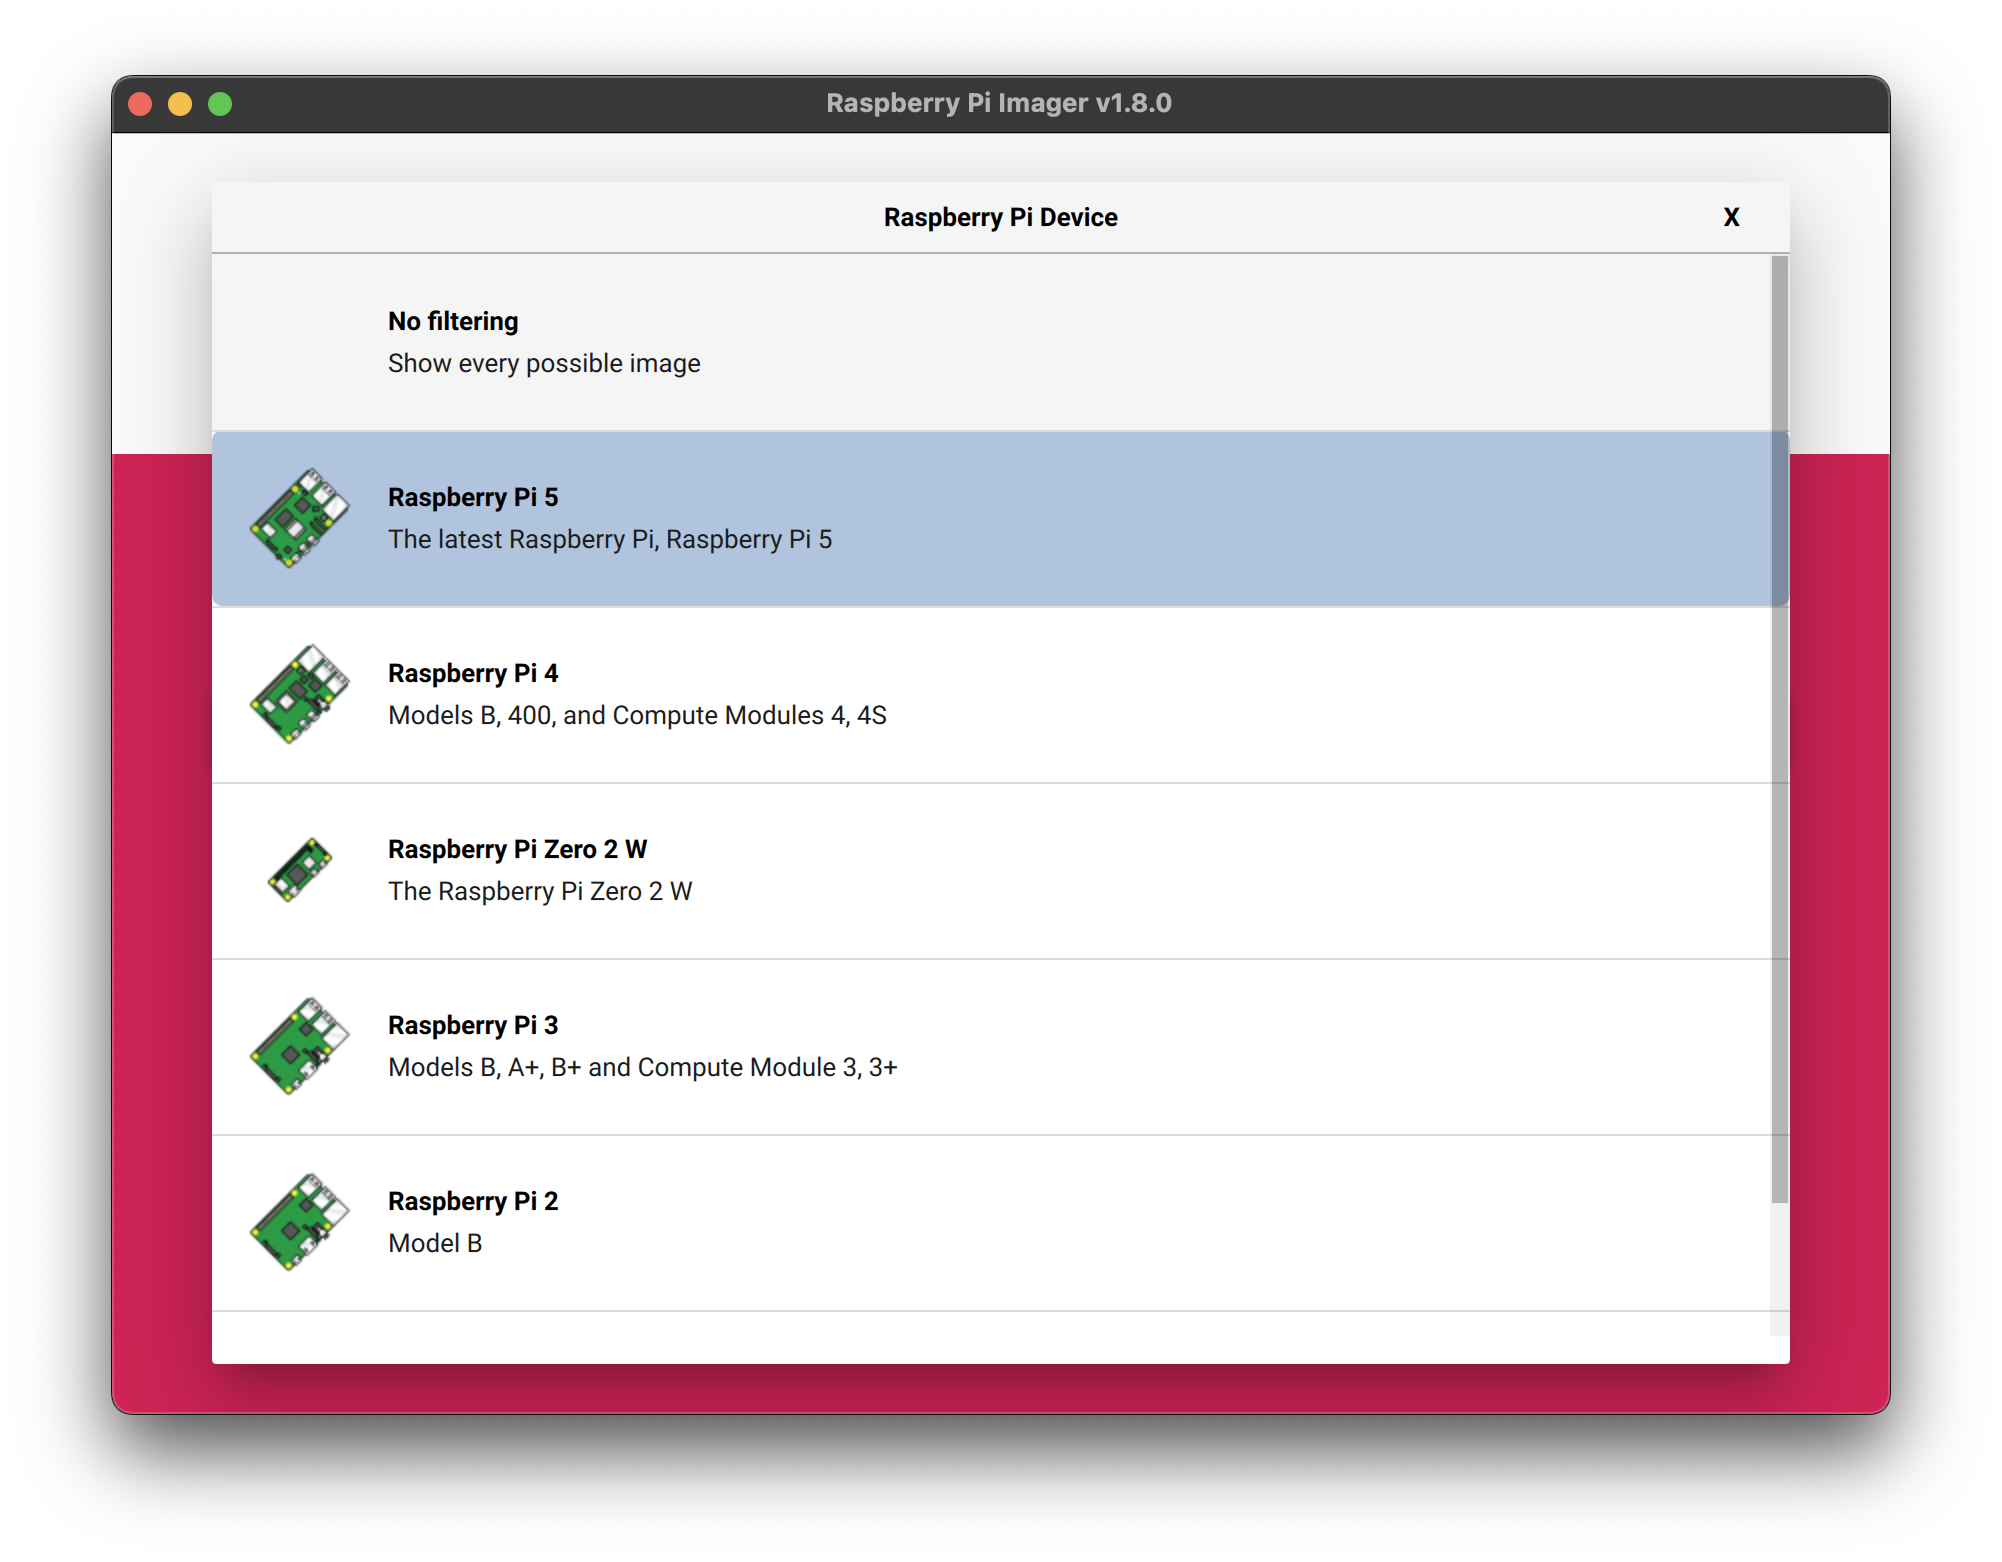 Raspberry Pi Imager v1.8.0
Raspberry Pi Device
X
No filtering
Show every possible image
Raspberry Pi 5
The latest Raspberry Pi, Raspberry Pi 5
Raspberry Pi 4
Models B, 400, and Compute Modules 4, 4S
Raspberry Pi Zero 2 W
The Raspberry Pi Zero 2 W
Raspberry Pi 3
Models B, A+, B+ and Compute Module 3, 3+
Raspberry Pi 2
Model B